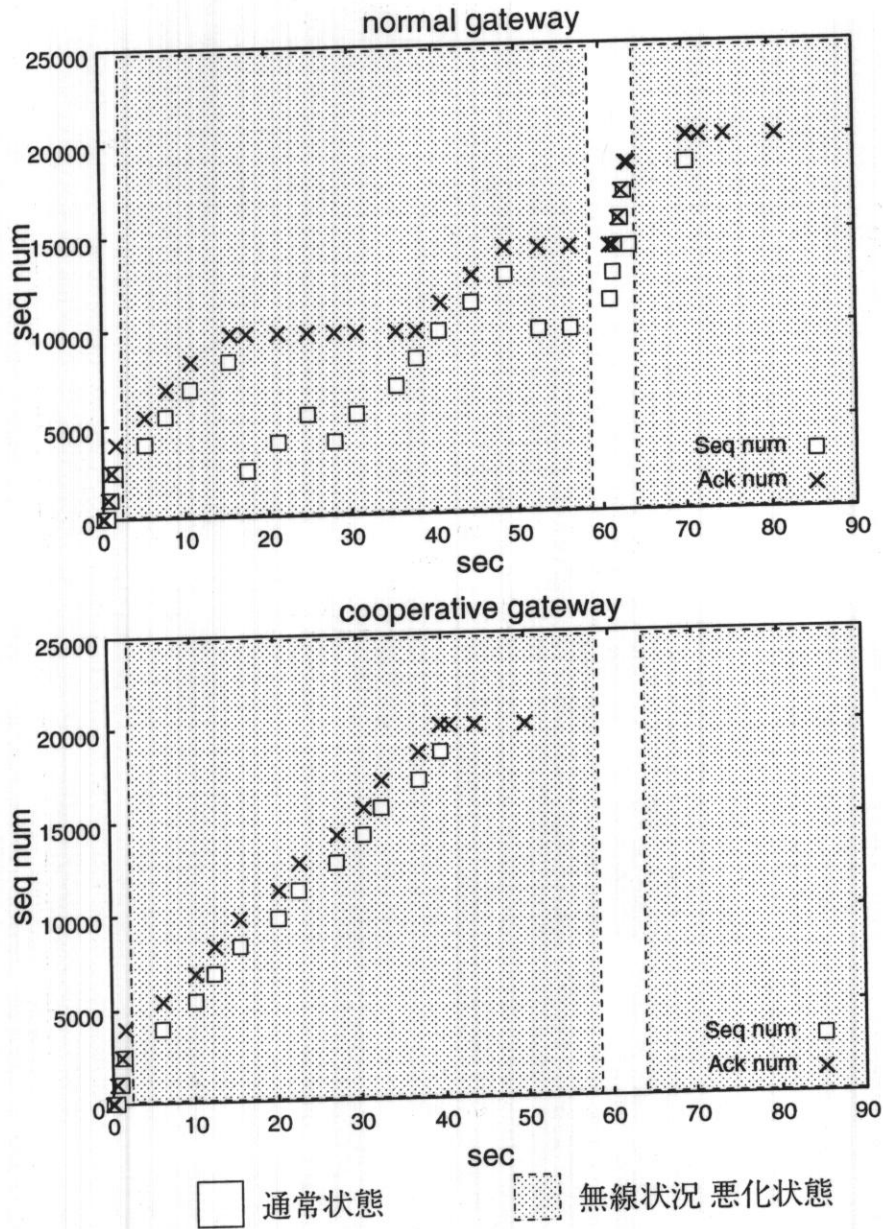 normal gateway
25000
20000
15000
10000
5000
0
seq num
Seq num
Ack num
0 10 20 30 40 50 60 70 80 90
sec
cooperative gateway
25000
20000
15000
10000
5000
0
seq num
Seq num
Ack num
0 10 20 30 40 50 60 70 80 90
sec
通常状態
無線状況 悪化状態